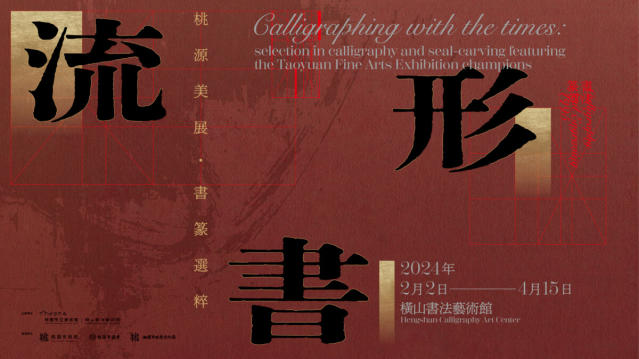 流形書
桃源美展・書篆選粹
Calligraphing with the times:
selection in calligraphy and seal-carving featuring
the Taoyuan Fine Arts Exhibition champions
2024年
2月2日————4月15日
橫山書法藝術館
Hengshan Calligraphy Art Center